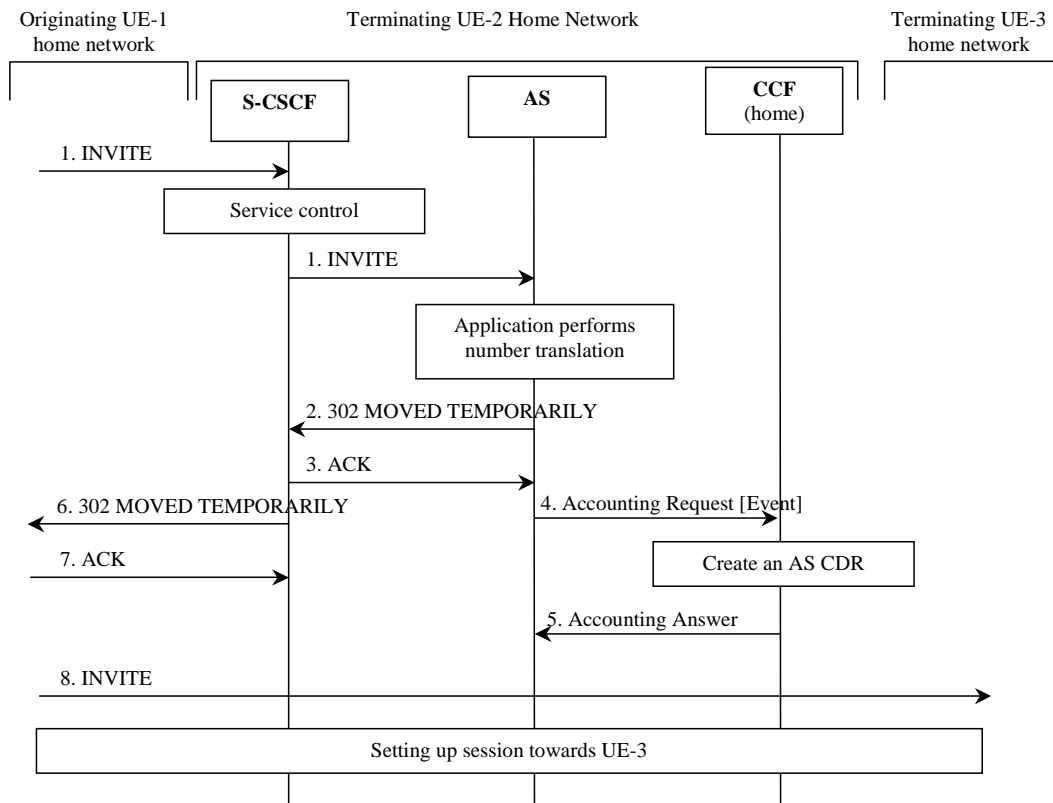 Originating UE-1
home network
Terminating UE-2 Home Network
Terminating UE-3
home network
S-CSCF
AS
CCF
(home)
1. INVITE
Service control
1. INVITE
Application performs
number translation
2. 302 MOVED TEMPORARILY
3. ACK
6. 302 MOVED TEMPORARILY
4. Accounting Request [Event]
7. ACK
Create an AS CDR
5. Accounting Answer
8. INVITE
Setting up session towards UE-3